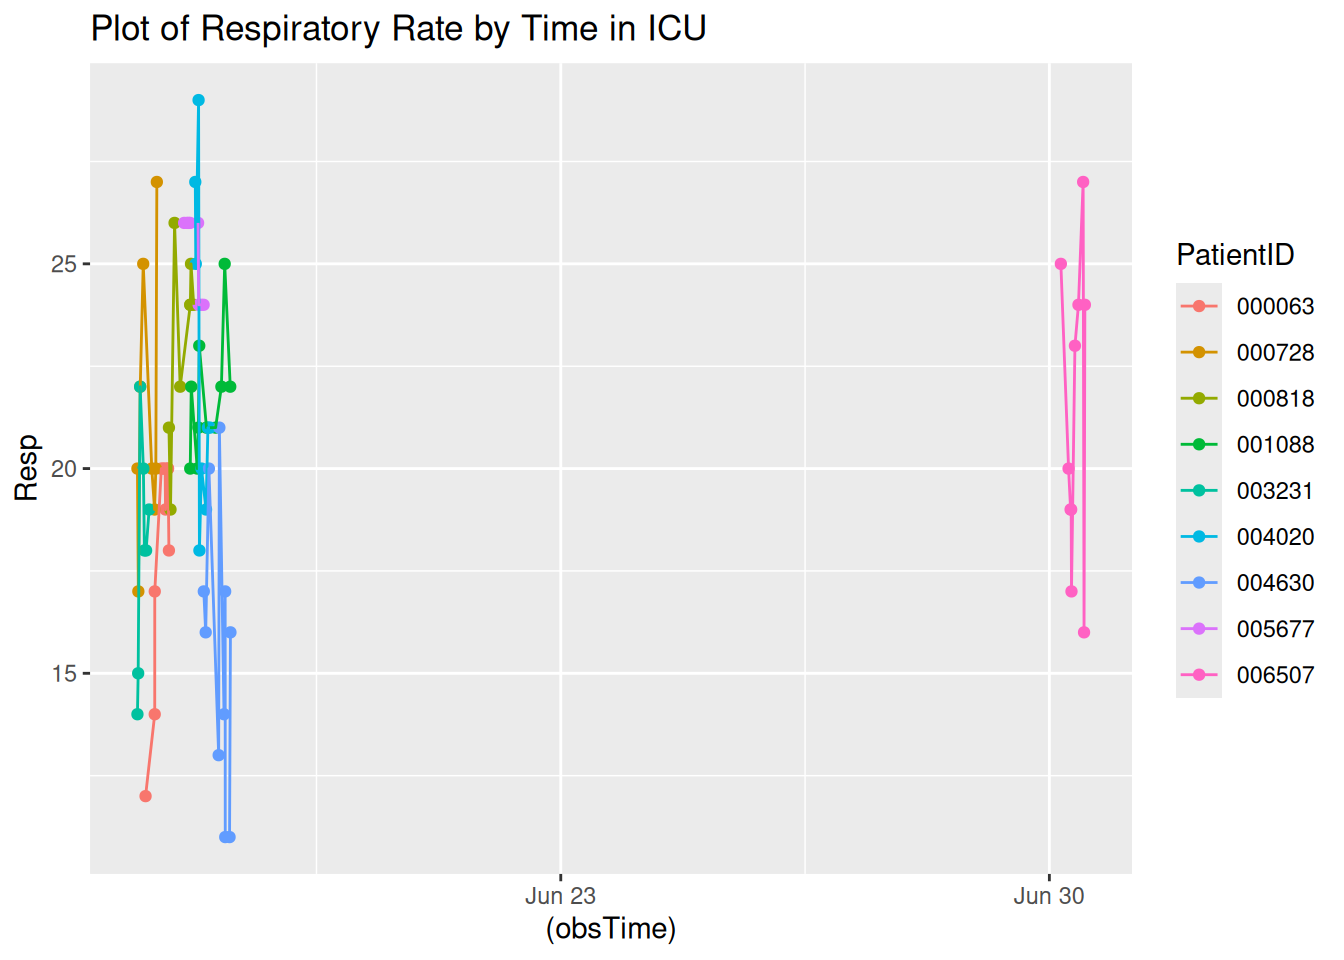 Plot of Respiratory Rate by Time in ICU
Resp
25
20
15
Jun 23
Jun 30
(obsTime)
PatientID
000063
000728
000818
001088
003231
004020
004630
005677
006507